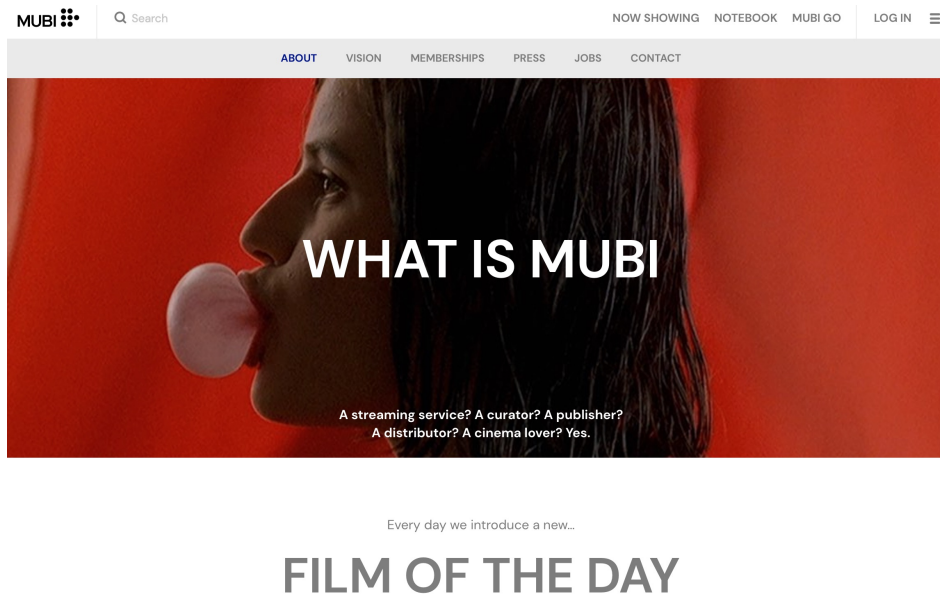 MUBI
Search
NOW SHOWING
NOTEBOOK
MUBI GO
LOG IN
ABOUT
VISION
MEMBERSHIPS
PRESS
JOBS
CONTACT
WHAT IS MUBI
A streaming service? A curator? A publisher?
A distributor? A cinema lover? Yes.
Every day we introduce a new...
FILM OF THE DAY